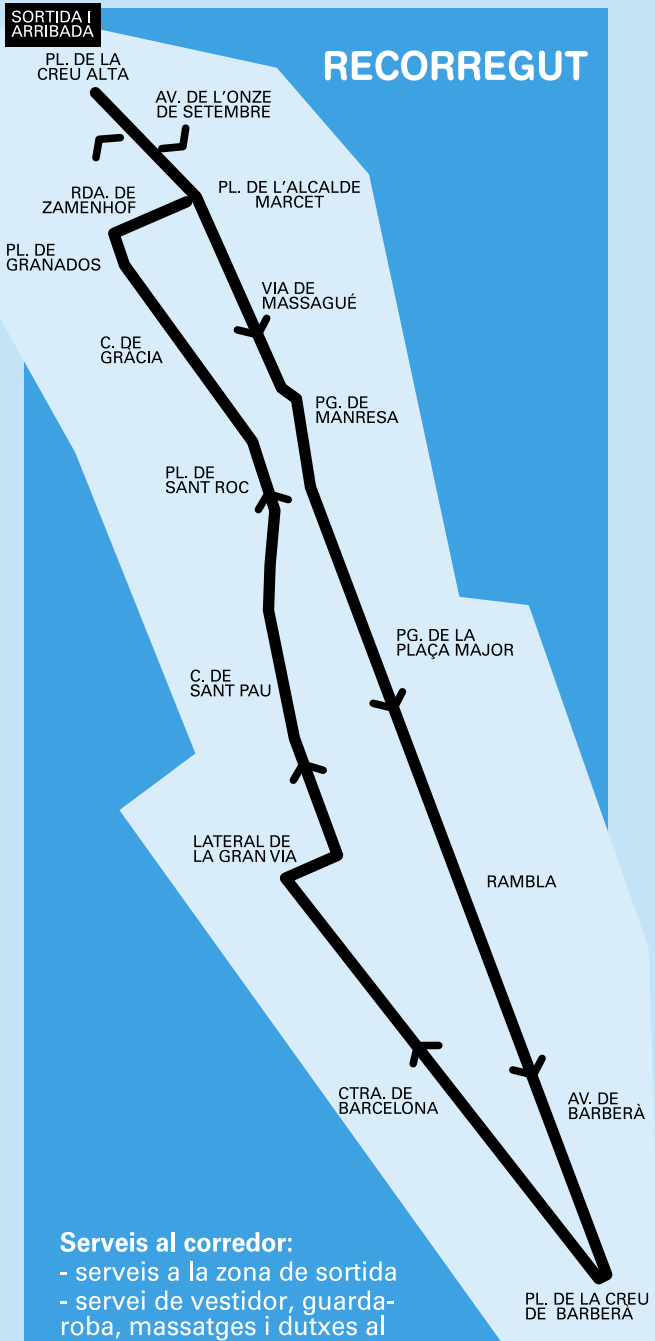 SORTIDA I
ARRIBADA
RECORREGUT
PL. DE LA
CREU ALTA
AV. DE L'ONZE
DE SETEMBRE
RDA. DE
ZAMENHOF
PL. DE L'ALCALDE
MARCET
PL. DE
GRANADOS
VIA DE
MASSAGUÉ
C. DE
GRÀCIA
PG. DE
MANRESA
PL. DE
SANT ROC
PG. DE LA
PLAÇA MAJOR
C. DE
SANT PAU
LATERAL DE
LA GRAN VIA
RAMBLA
CTRA. DE
BARCELONA
AV. DE
BARBERÀ
PL. DE LA CREU
DE BARBERÀ
Serveis al corredor:
- serveis a la zona de sortida
- servei de vestidor, guarda-
roba, massatges i dutxes al